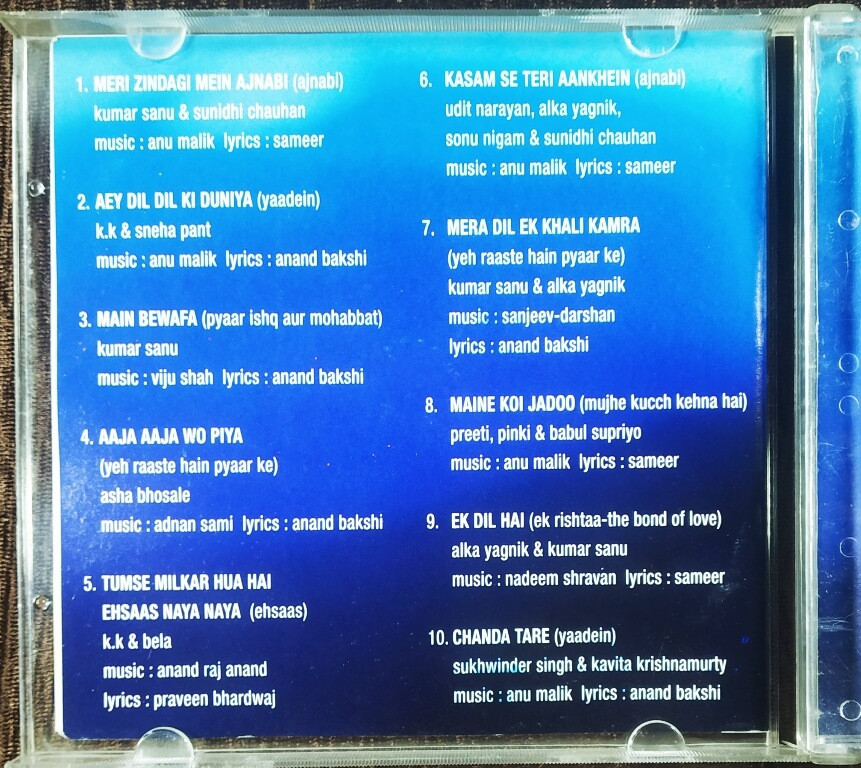 1. MERI ZINDAGI MEIN AJNABI (ajnabi)
kumar sanu & sunidhi chauhan
music : anu malik lyrics : sameer
2. AEY DIL DIL KI DUNIYA (yaadein)
k.k & sneha pant
music : anu malik lyrics : anand bakshi
3. MAIN BEWAFA (pyaar ishq aur mohabbat)
kumar sanu
music : viju shah lyrics : anand bakshi
4. AAJA AAJA WO PIYA
(yeh raaste hain pyaar ke)
asha bhosale
music : adnan sami lyrics : anand bakshi
5. TUMSE MILKAR HUA HAI
EHSAAS NAYA NAYA (ehsaas)
k.k & bela
music : anand raj anand
lyrics : praveen bhardwaj
6. KASAM SE TERI AANKHEIN (ajnabi)
udit narayan, alka yagnik,
sonu nigam & sunidhi chauhan
music : anu malik lyrics : sameer
7. MERA DIL EK KHALI KAMRA
(yeh raaste hain pyaar ke)
kumar sanu & alka yagnik
music : sanjeev-darshan
lyrics : anand bakshi
8. MAINE KOI JADOO (mujhe kucch kehna hai)
preeti, pinki & babul supriyo
music : anu malik lyrics : sameer
9. EK DIL HAI (ek rishtaa-the bond of love)
alka yagnik & kumar sanu
music : nadeem shravan lyrics : sameer
10. CHANDA TARE (yaadein)
sukhwinder singh & kavita krishnamurty
music : anu malik lyrics : anand bakshi